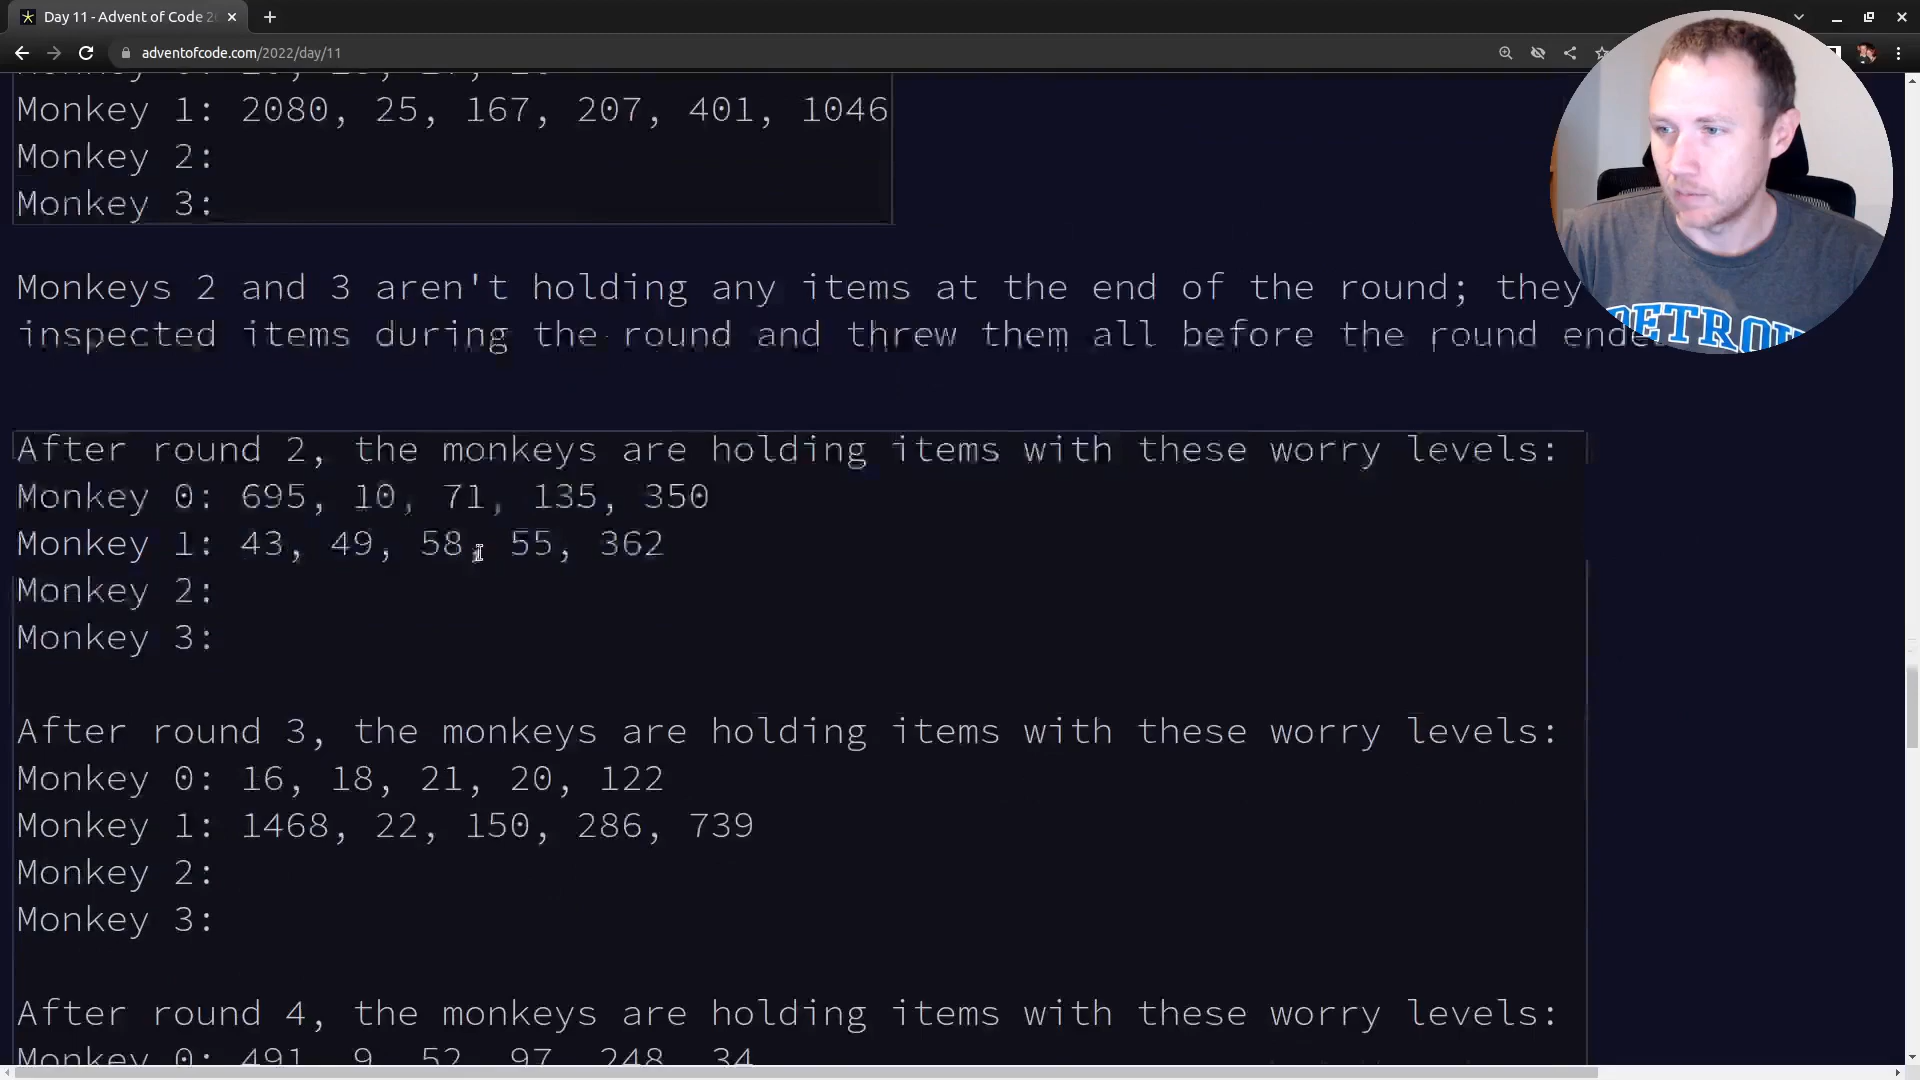 Day 11 - Advent of Code 2
adventofcode.com/2022/day/11
Monkey 1: 2080, 25, 167, 207, 401, 1046
Monkey 2:
Monkey 3:
Monkeys 2 and 3 aren't holding any items at the end of the round; they
inspected items during the round and threw them all before the round ende
After round 2, the monkeys are holding items with these worry levels:
Monkey 0: 695, 10, 71, 135, 350
Monkey 1: 43, 49, 58, 55, 362
Monkey 2:
Monkey 3:
After round 3, the monkeys are holding items with these worry levels:
Monkey 0: 16, 18, 21, 20, 122
Monkey 1: 1468, 22, 150, 286, 739
Monkey 2:
Monkey 3:
After round 4, the monkeys are holding items with these worry levels:
Monkey 0: 491, 9, 52, 97, 248, 34